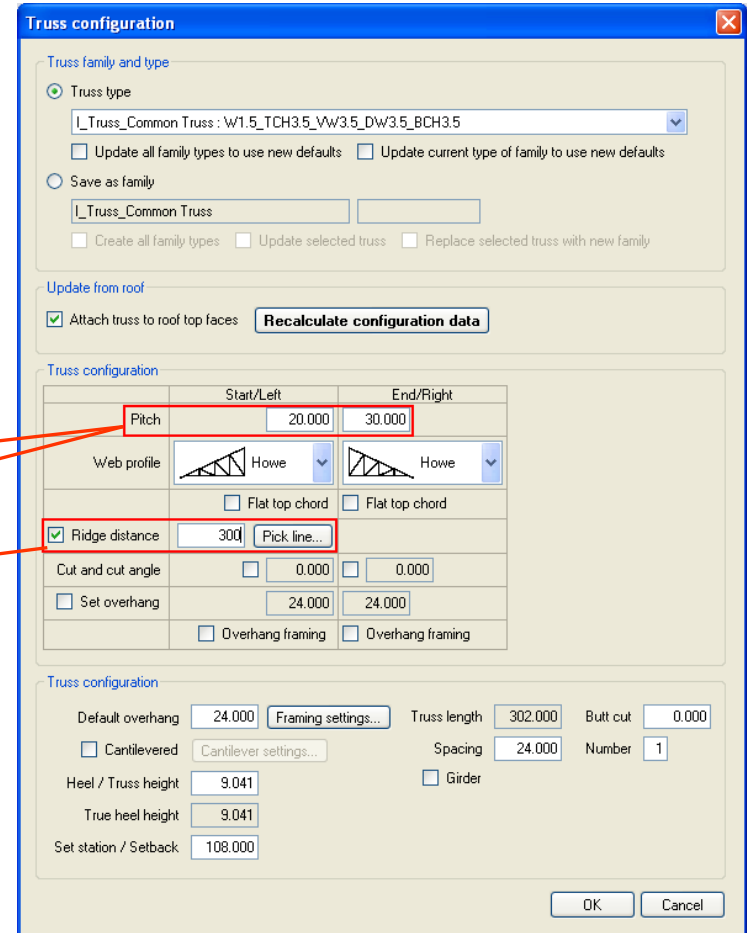 Truss configuration
Truss family and type
Truss type
I_Truss_Common Truss : W1.5_TCH3.5_VW3.5_DW3.5_BCH3.5
Update all family types to use new defaults Update current type of family to use new defaults
Save as family
I_Truss_Common Truss
Create all family types Update selected truss Replace selected truss with new family
Update from roof
Attach truss to roof top faces Recalculate configuration data
Truss configuration
Start/Left End/Right
Pitch 20.000 30.000
Web profile Howe Howe
Flat top chord Flat top chord
Ridge distance 300 Pick line...
Cut and cut angle 0.000 0.000
Set overhang 24.000 24.000
Overhang framing Overhang framing
Truss configuration
Default overhang 24.000 Framing settings... Truss length 302.000 Butt cut 0.000
Cantilevered Cantilever settings... Spacing 24.000 Number 1
Heel / Truss height 9.041 Girder
True heel height 9.041
Set station / Setback 108.000
OK Cancel